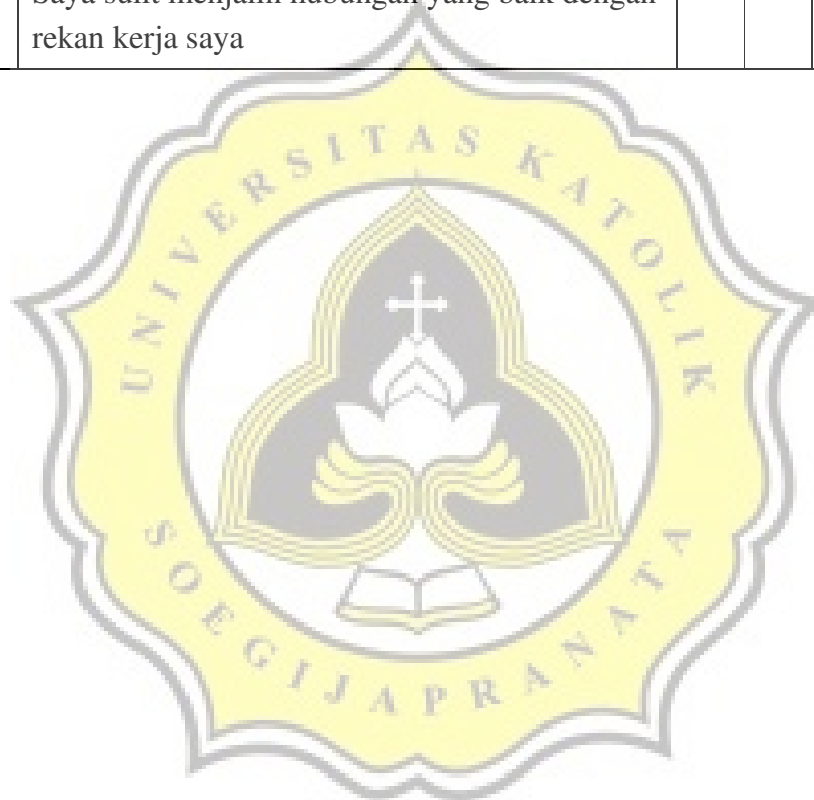 Saya sulit menjalin hubungan yang baik dengan
rekan kerja saya
UNIVERSITAS KATOLIK
SOEGIJAPRANATA